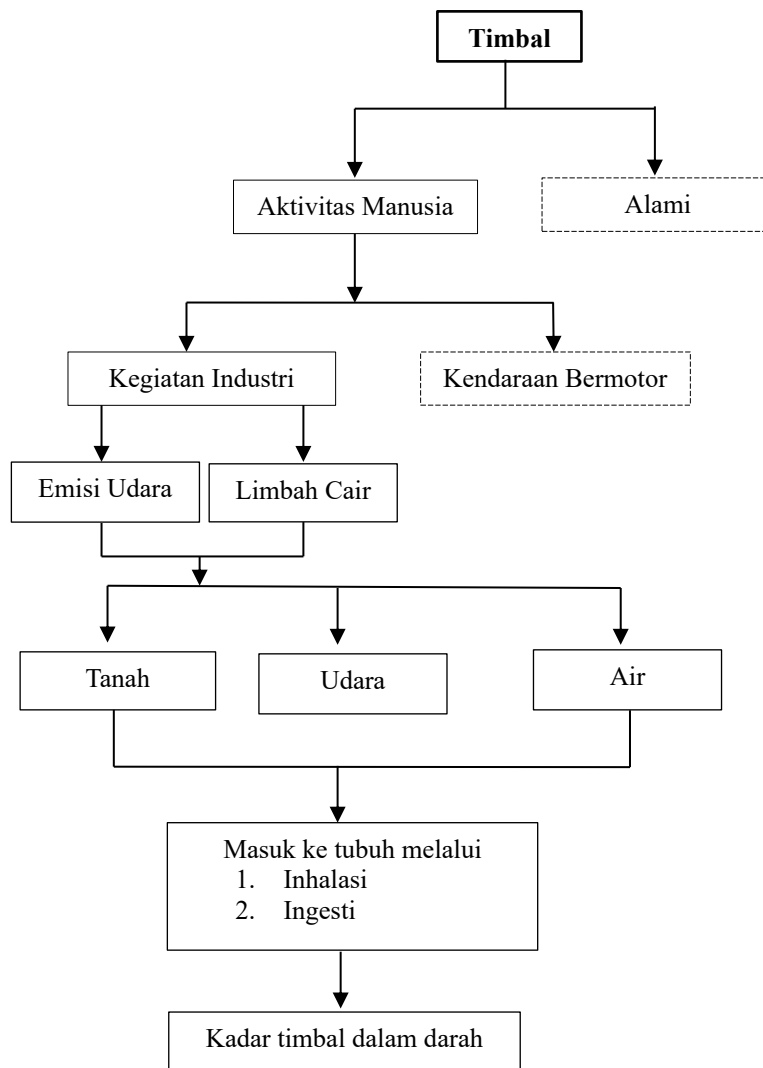 Timbal
Aktivitas Manusia
Alami
Kegiatan Industri
Kendaraan Bermotor
Emisi Udara
Limbah Cair
Tanah
Udara
Air
Masuk ke tubuh melalui
1. Inhalasi
2. Ingesti
Kadar timbal dalam darah